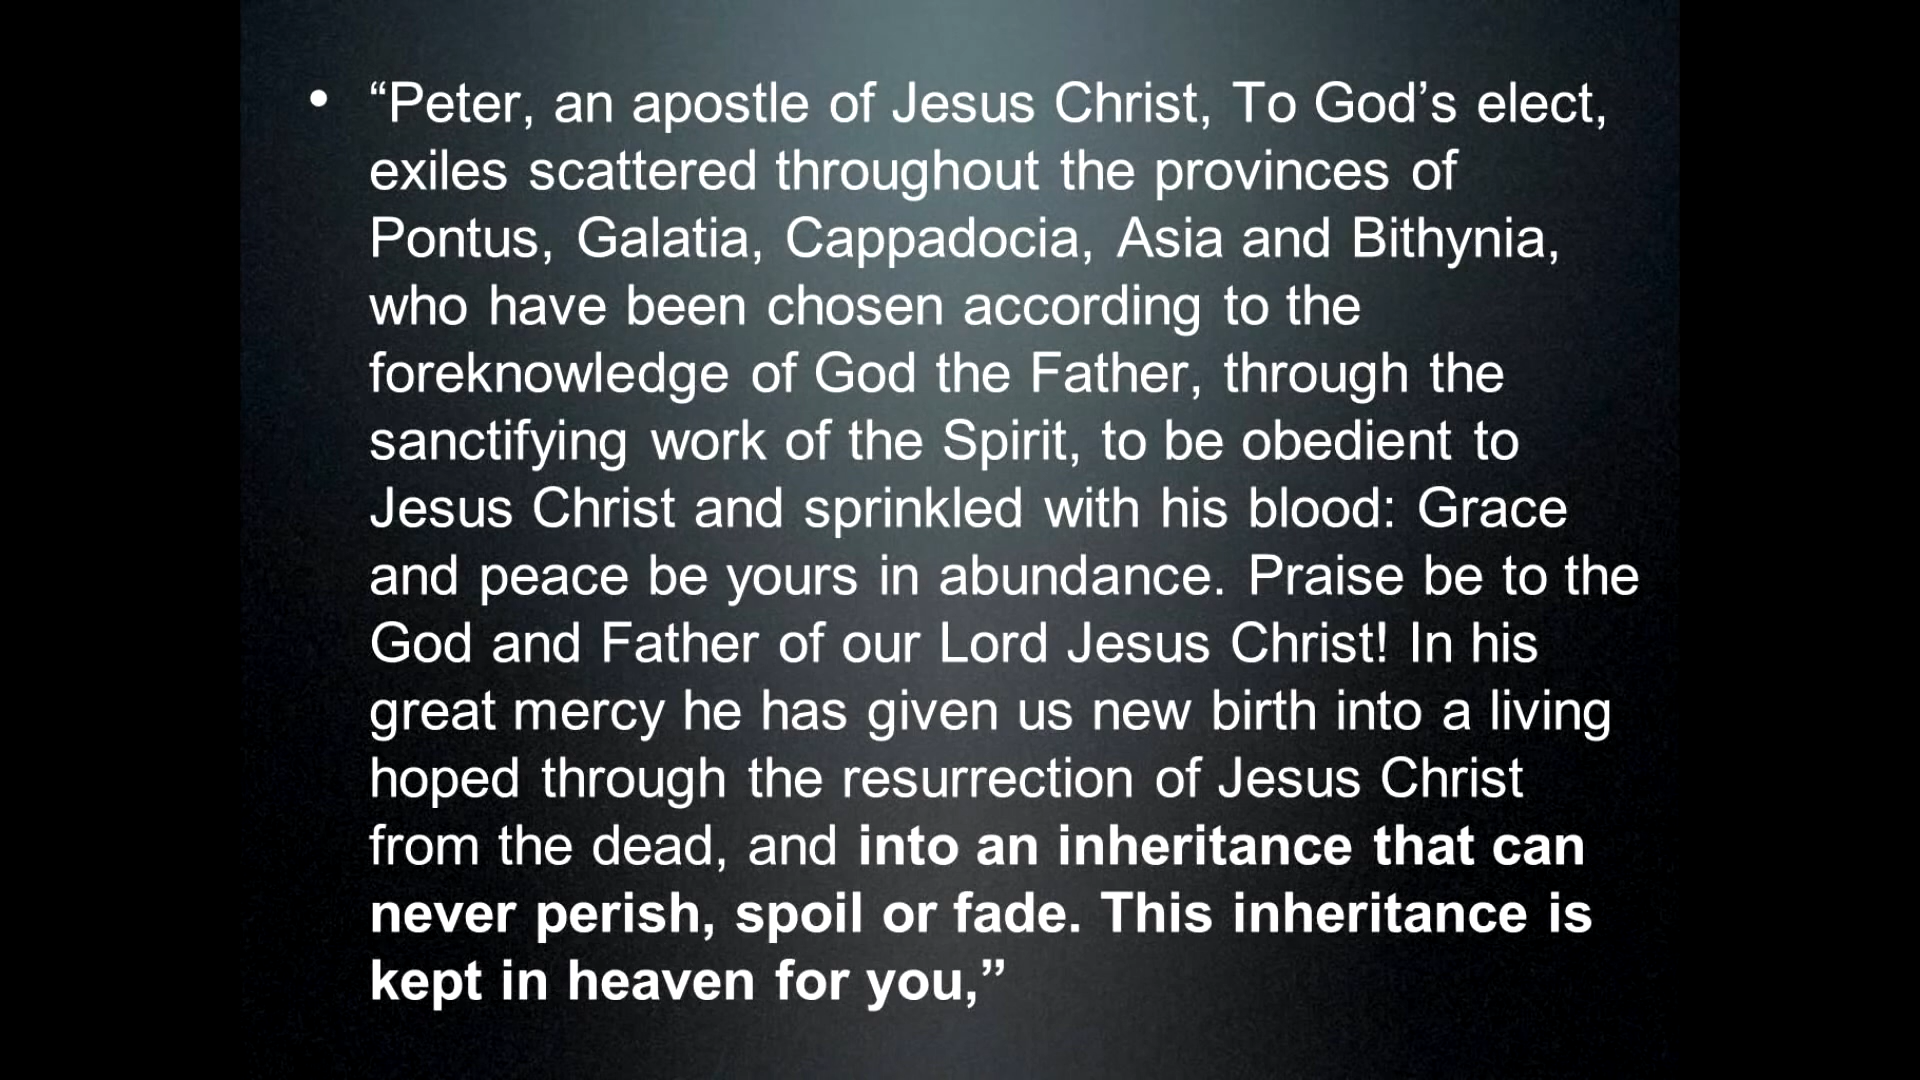 • “Peter, an apostle of Jesus Christ, To God’s elect,
exiles scattered throughout the provinces of
Pontus, Galatia, Cappadocia, Asia and Bithynia,
who have been chosen according to the
foreknowledge of God the Father, through the
sanctifying work of the Spirit, to be obedient to
Jesus Christ and sprinkled with his blood: Grace
and peace be yours in abundance. Praise be to the
God and Father of our Lord Jesus Christ! In his
great mercy he has given us new birth into a living
hoped through the resurrection of Jesus Christ
from the dead, and into an inheritance that can
never perish, spoil or fade. This inheritance is
kept in heaven for you,”